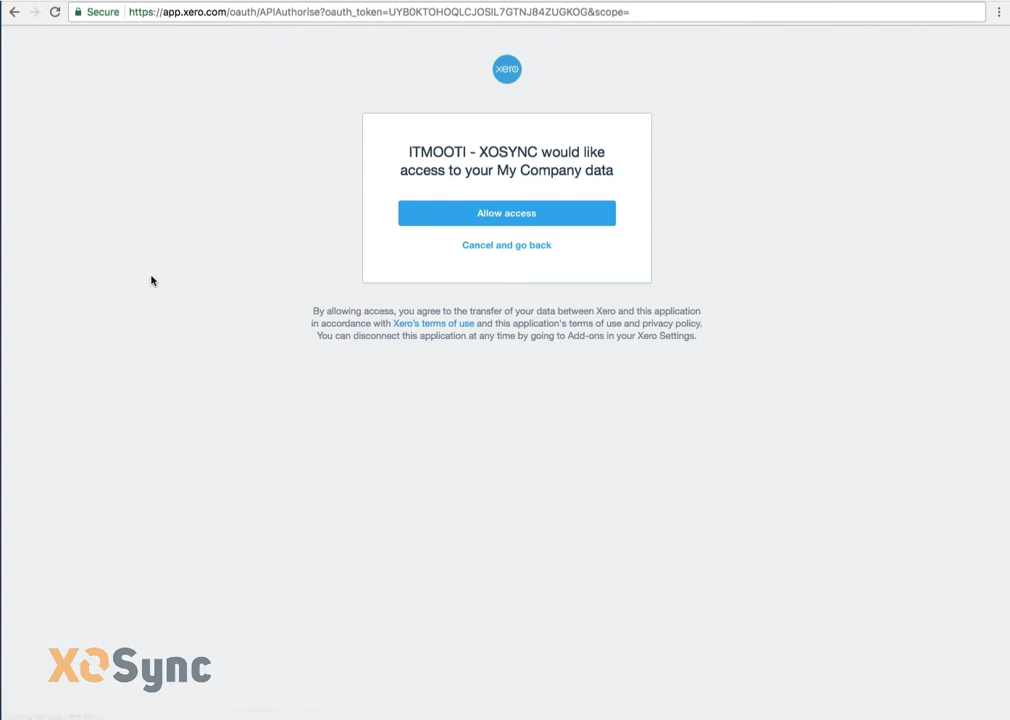 Secure https://app.xero.com/oauth/APIAuthorise?oauth_token=UYB0KTOHOQLCJOSIL7GTNJ84ZUGKOG&scope=
xero
ITMOOTI - XOSYNC would like
access to your My Company data
Allow access
Cancel and go back
By allowing access, you agree to the transfer of your data between Xero and this application
in accordance with Xero's terms of use and this application's terms of use and privacy policy.
You can disconnect this application at any time by going to Add-ons in your Xero Settings.
XOSync